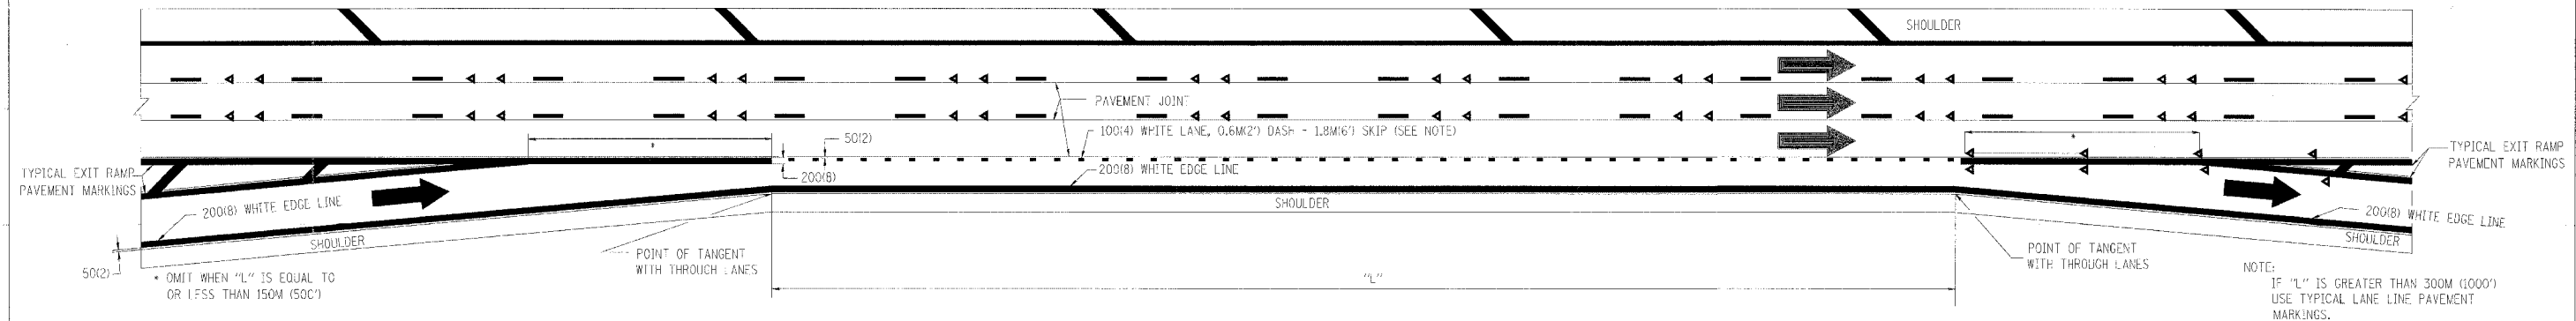 SHOULDER
PAVEMENT JOINT
100(4) WHITE LANE, 0.6M(2') DASH - 1.8M(6') SKIP (SEE NOTE)
50(2)
*
*
200(8)
200(8) WHITE EDGE LINE
TYPICAL EXIT RAMP
PAVEMENT MARKINGS
TYPICAL EXIT RAMP
PAVEMENT MARKINGS
200(8) WHITE EDGE LINE
SHOULDER
SHOULDER
200(8) WHITE EDGE LINE
SHOULDER
50(2)
POINT OF TANGENT
WITH THROUGH LANES
POINT OF TANGENT
WITH THROUGH LANES
"L"
* OMIT WHEN "L" IS EQUAL TO
OR LESS THAN 150M (500')
NOTE:
IF "L" IS GREATER THAN 300M (1000')
USE TYPICAL LANE LINE PAVEMENT
MARKINGS.